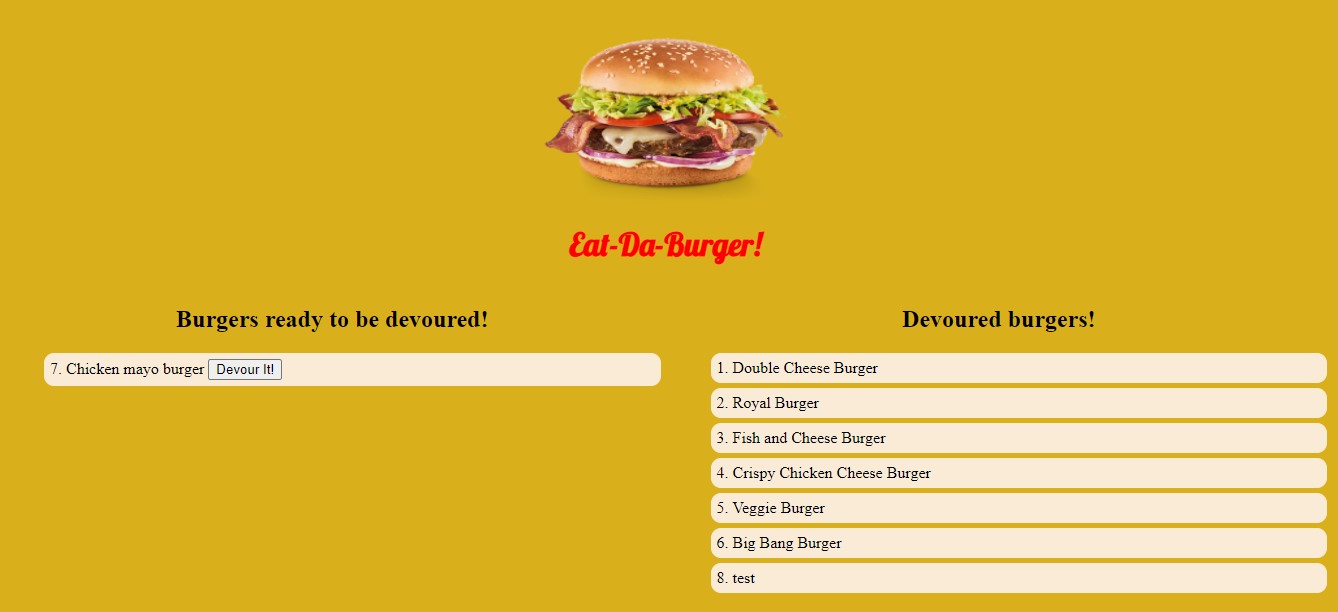 Eat-Da-Burger!
Burgers ready to be devoured!
7. Chicken mayo burger Devour It!
Devoured burgers!
1. Double Cheese Burger
2. Royal Burger
3. Fish and Cheese Burger
4. Crispy Chicken Cheese Burger
5. Veggie Burger
6. Big Bang Burger
8. test